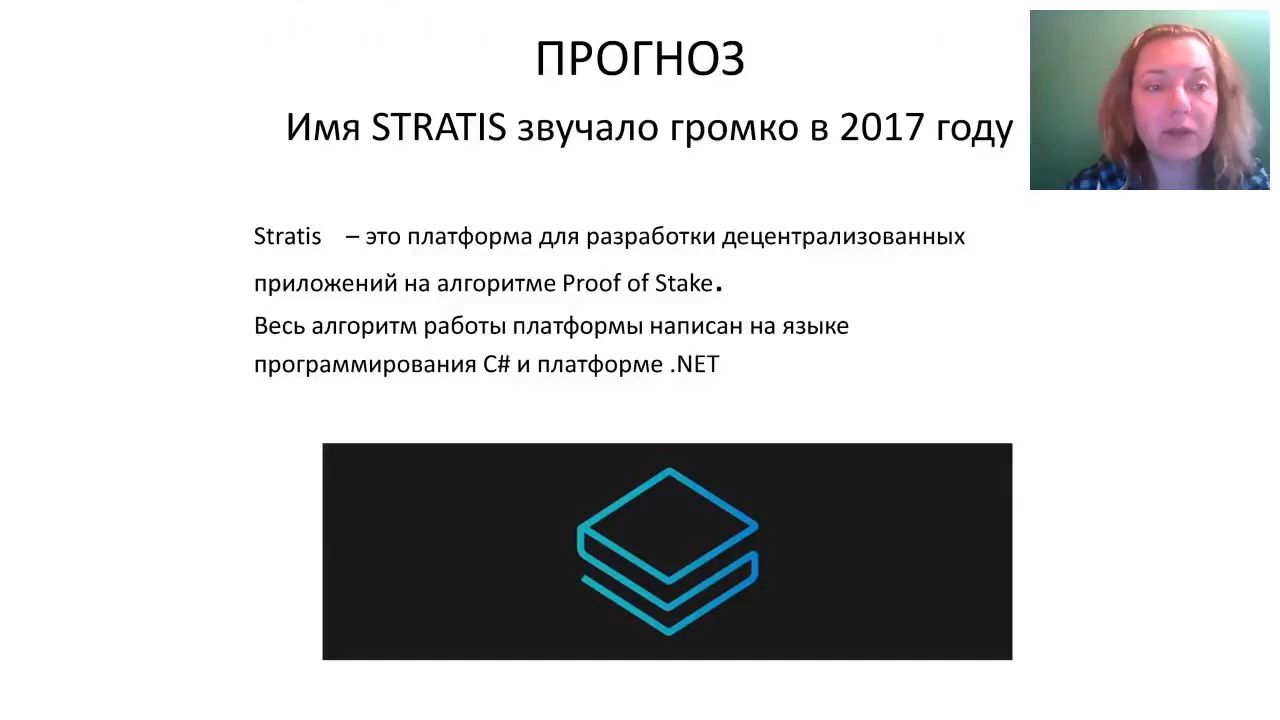 ПРОГНОЗ
Имя STRATIS звучало громко в 2017 году
Stratis – это платформа для разработки децентрализованных
приложений на алгоритме Proof of Stake.
Весь алгоритм работы платформы написан на языке
программирования C# и платформе .NET